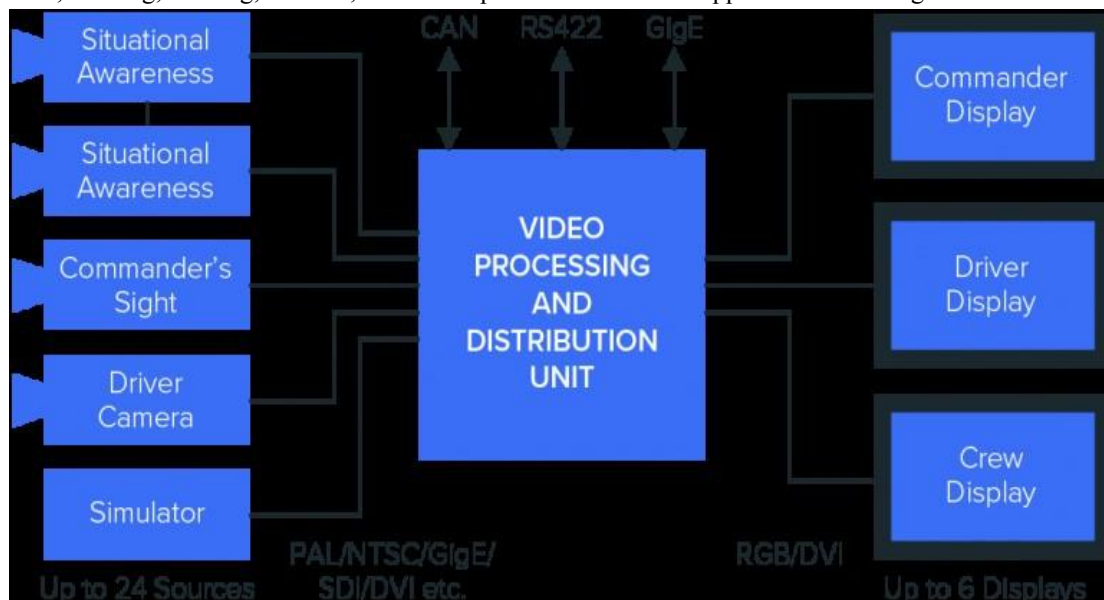 CAN RS422 GigE
Situational
Awareness
Situational
Awareness
Commander's
Sight
Driver
Camera
Simulator
Up to 24 Sources
PAL/NTSC/GigE/
SDI/DVI etc.
VIDEO
PROCESSING
AND
DISTRIBUTION
UNIT
RGB/DVI
Commander
Display
Driver
Display
Crew
Display
Up to 6 Displays